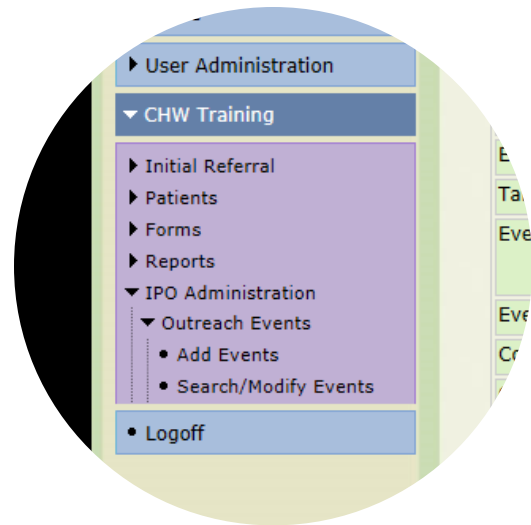 User Administration
CHW Training
Initial Referral
Patients
Forms
Reports
IPO Administration
Outreach Events
Add Events
Search/Modify Events
Logoff